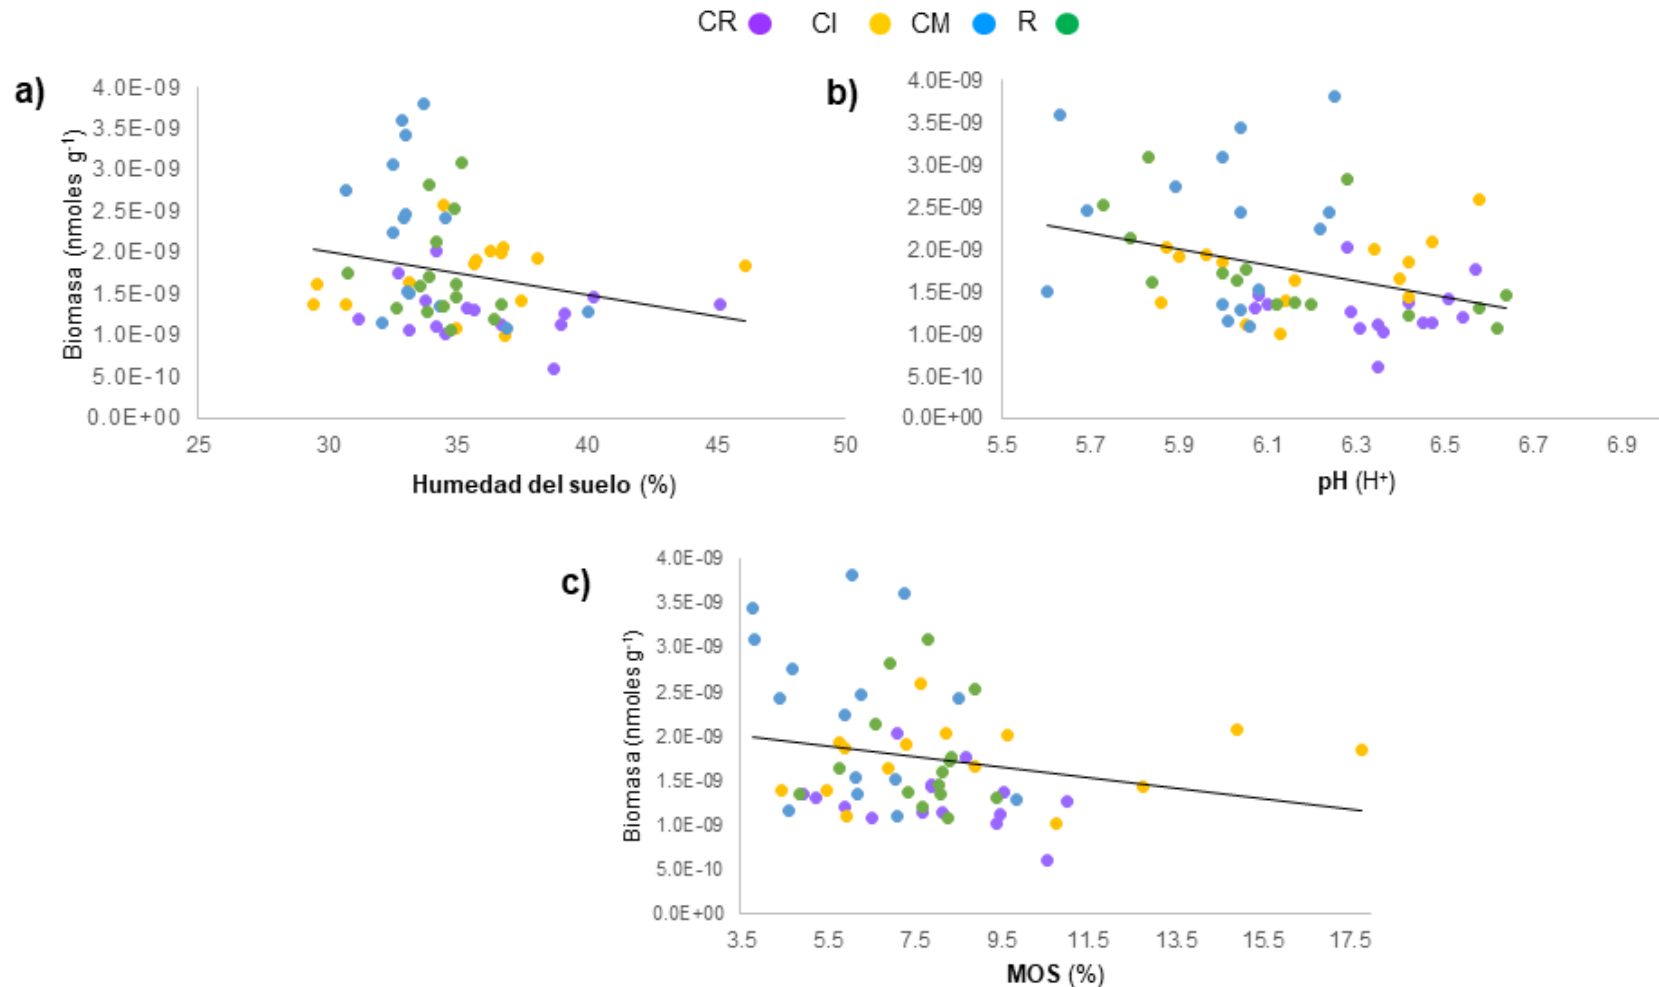 CR CI CM R
a)
4.0E-09
3.5E-09
3.0E-09
2.5E-09
2.0E-09
1.5E-09
1.0E-09
5.0E-10
0.0E+00
Biomasa (nmoles g-1)
25 30 35 40 45 50
Humedad del suelo (%)
b)
4.0E-09
3.5E-09
3.0E-09
2.5E-09
2.0E-09
1.5E-09
1.0E-09
5.0E-10
0.0E+00
5.5 5.7 5.9 6.1 6.3 6.5 6.7 6.9
pH (H+)
c)
4.0E-09
3.5E-09
3.0E-09
2.5E-09
2.0E-09
1.5E-09
1.0E-09
5.0E-10
0.0E+00
Biomasa (nmoles g-1)
3.5 5.5 7.5 9.5 11.5 13.5 15.5 17.5
MOS (%)